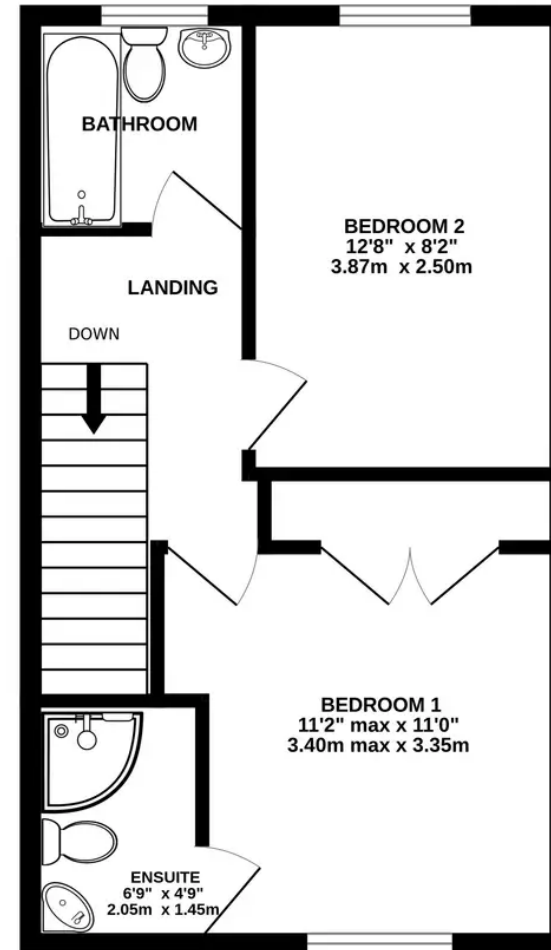 BATHROOM
BEDROOM 2
12'8" x 8'2"
3.87m x 2.50m
LANDING
DOWN
BEDROOM 1
11'2" max x 11'0"
3.40m max x 3.35m
ENSUITE
6'9" x 4'9"
2.05m x 1.45m